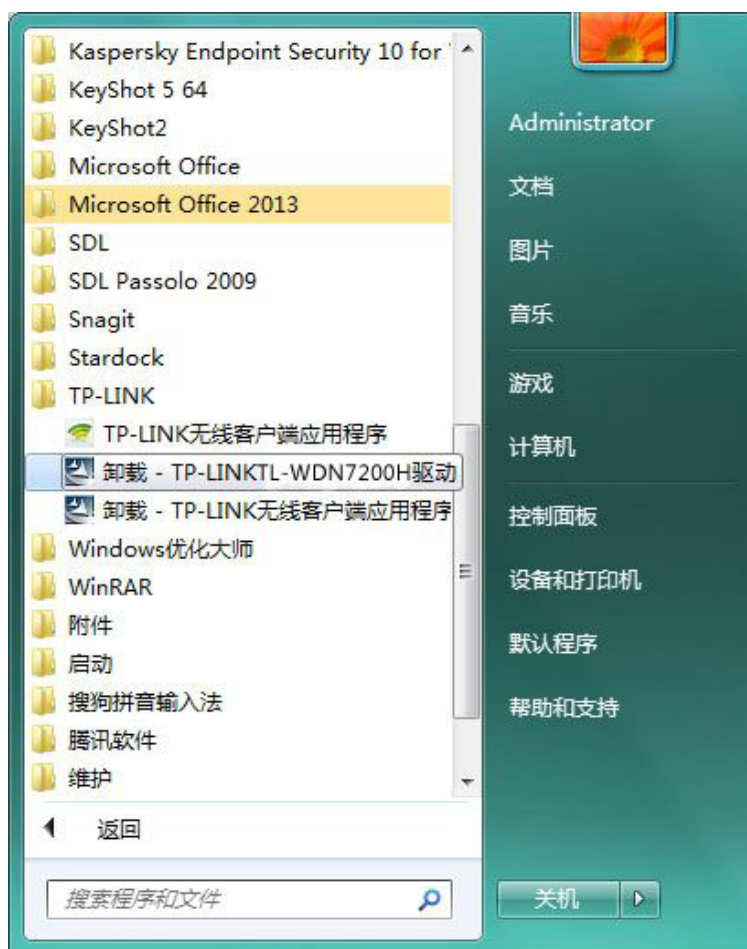 Kaspersky Endpoint Security 10 for
KeyShot 5 64
KeyShot2
Microsoft Office
Microsoft Office 2013
SDL
SDL Passolo 2009
Snagit
Stardock
TP-LINK
TP-LINK无线客户端应用程序
卸载 - TP-LINKTL-WDN7200H驱动
卸载 - TP-LINK无线客户端应用程序
Windows优化大师
WinRAR
附件
启动
搜狗拼音输入法
腾讯软件
维护
返回
搜索程序和文件
Administrator
文档
图片
音乐
游戏
计算机
控制面板
设备和打印机
默认程序
帮助和支持
关机